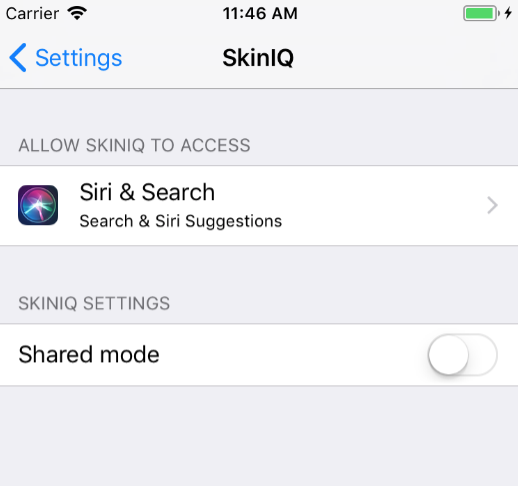 Carrier 11:46 AM
Settings SkinIQ
ALLOW SKINIQ TO ACCESS
Siri & Search
Search & Siri Suggestions
SKINIQ SETTINGS
Shared mode